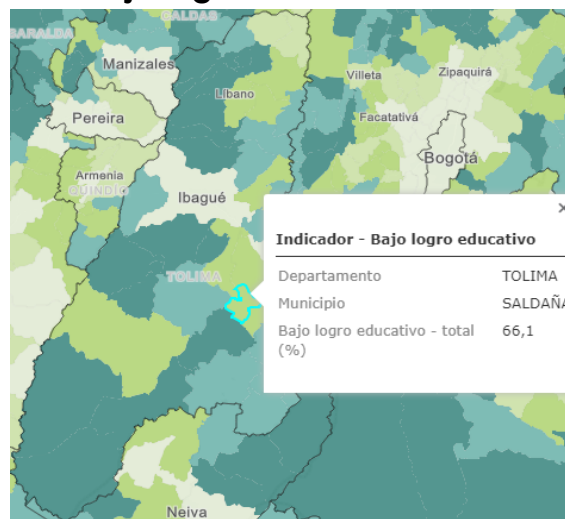 CALDAS
Manizales
Líbano
Villeta
Zipaquirá
Pereira
Facatativá
Bogotá
Armenia
QUINDÍO
Ibagué
Indicador - Bajo logro educativo
TOLIMA
Departamento TOLIMA
Municipio SALDAÑA
Bajo logro educativo - total 66,1
(%)
Neiva